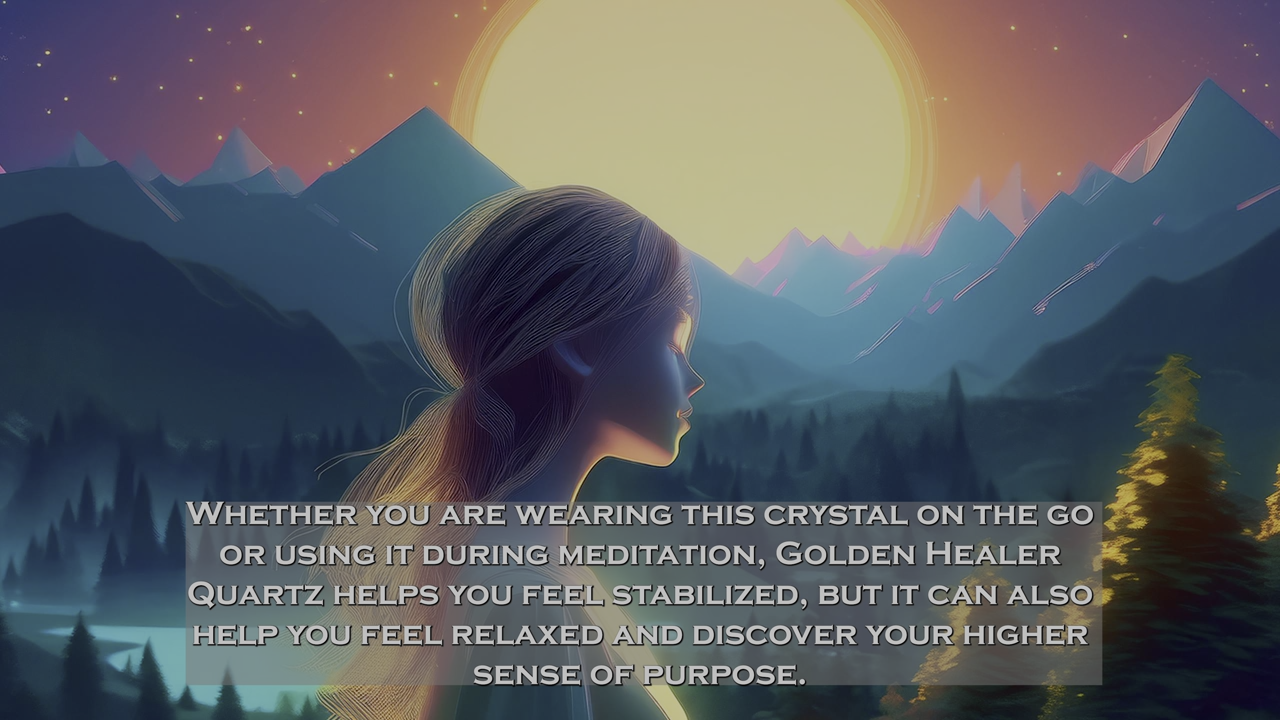 Whether you are wearing this crystal on the go
or using it during meditation, Golden Healer
Quartz helps you feel stabilized, but it can also
help you feel relaxed and discover your higher
sense of purpose.